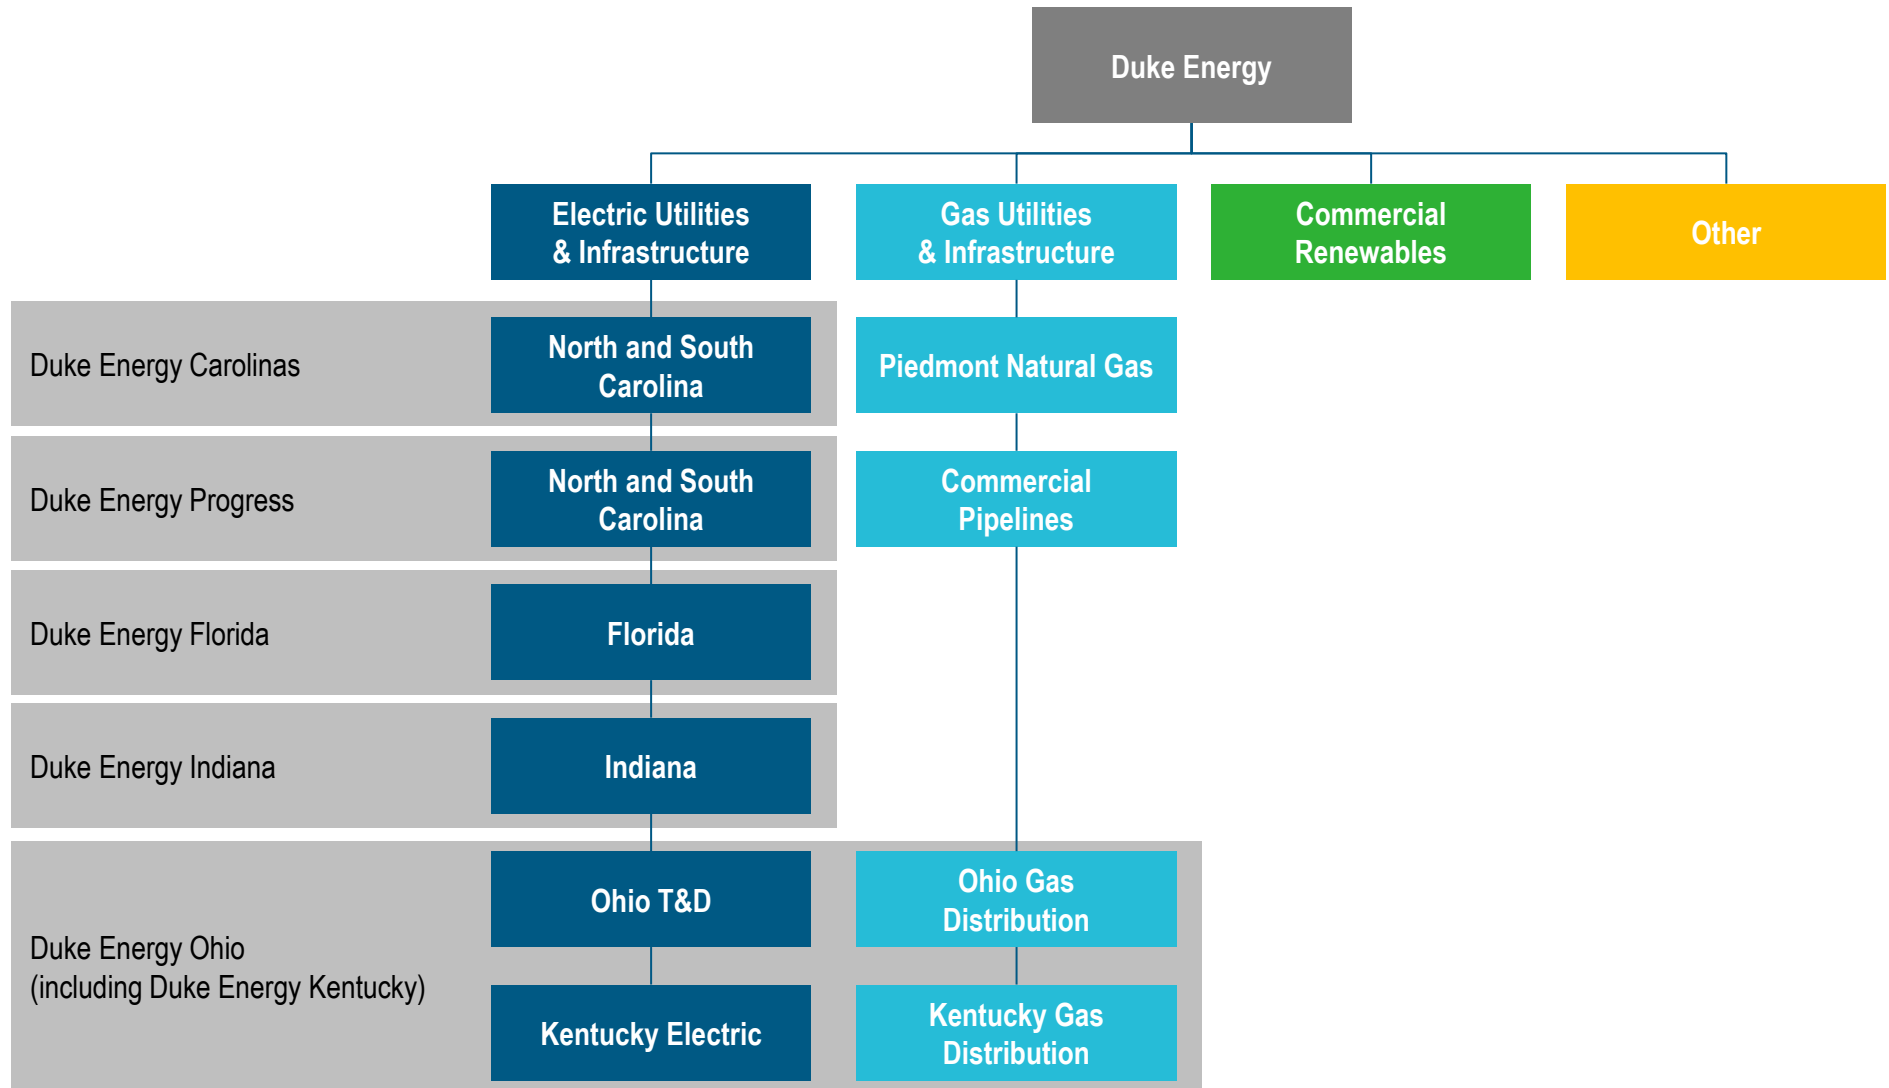 Duke Energy
Electric Utilities
& Infrastructure
Gas Utilities
& Infrastructure
Commercial
Renewables
Other
Duke Energy Carolinas
North and South
Carolina
Piedmont Natural Gas
Duke Energy Progress
North and South
Carolina
Commercial
Pipelines
Duke Energy Florida
Florida
Duke Energy Indiana
Indiana
Duke Energy Ohio
(including Duke Energy Kentucky)
Ohio T&D
Ohio Gas
Distribution
Kentucky Electric
Kentucky Gas
Distribution